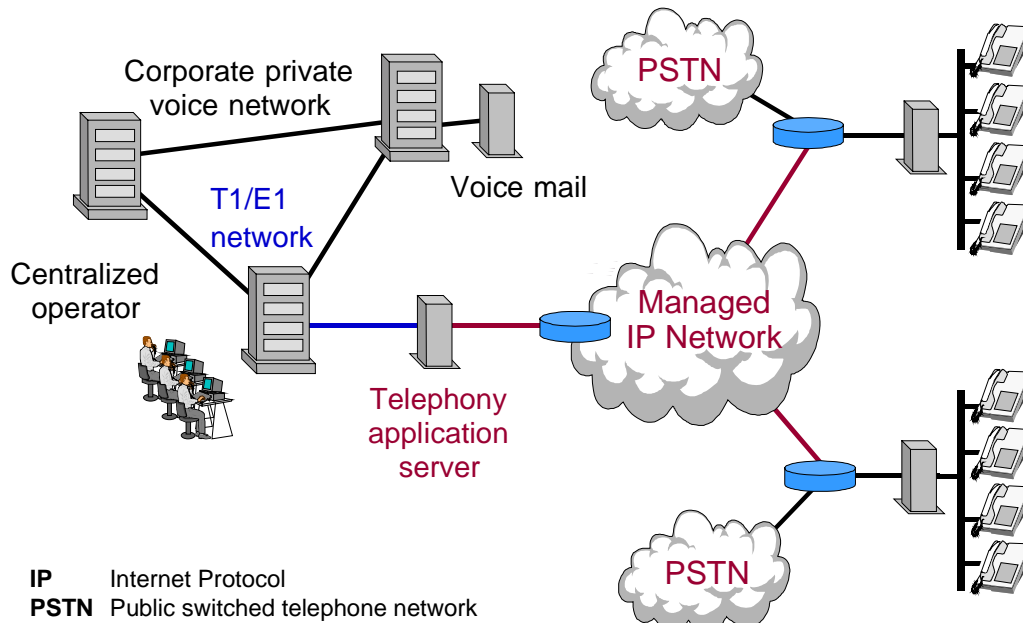 Corporate private
voice network
PSTN
Voice mail
T1/E1
network
Centralized
operator
Managed
IP Network
Telephony
application
server
PSTN
IP Internet Protocol
PSTN Public switched telephone network